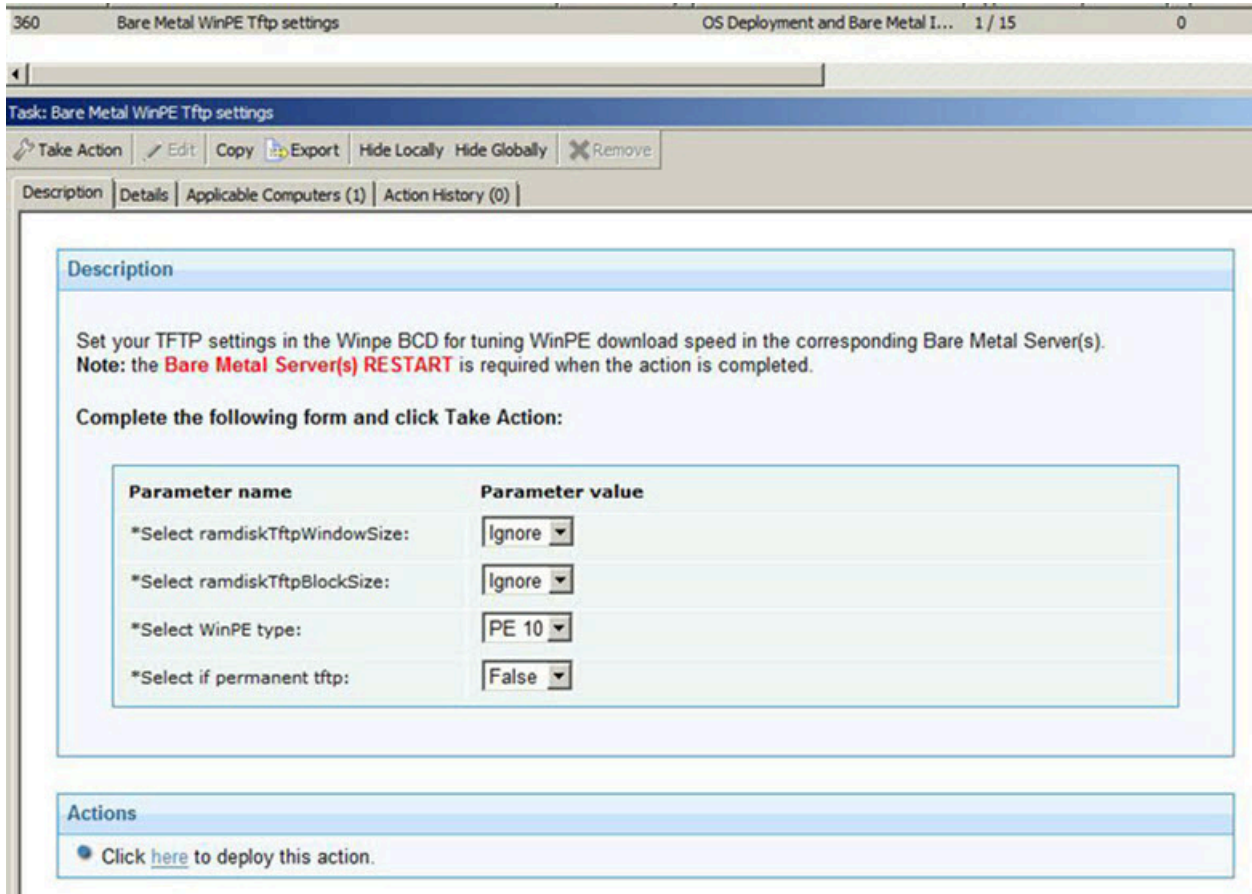 360 Bare Metal WinPE Tftp settings OS Deployment and Bare Metal I... 1 / 15 0
Task: Bare Metal WinPE Tftp settings
Take Action Edit Copy Export Hide Locally Hide Globally Remove
Description Details Applicable Computers (1) Action History (0)
Description
Set your TFTP settings in the Winpe BCD for tuning WinPE download speed in the corresponding Bare Metal Server(s).
Note: the Bare Metal Server(s) RESTART is required when the action is completed.
Complete the following form and click Take Action:
Parameter name Parameter value
*Select ramdiskTftpWindowSize: Ignore
*Select ramdiskTftpBlockSize: Ignore
*Select WinPE type: PE 10
*Select if permanent tftp: False
Actions
Click here to deploy this action.